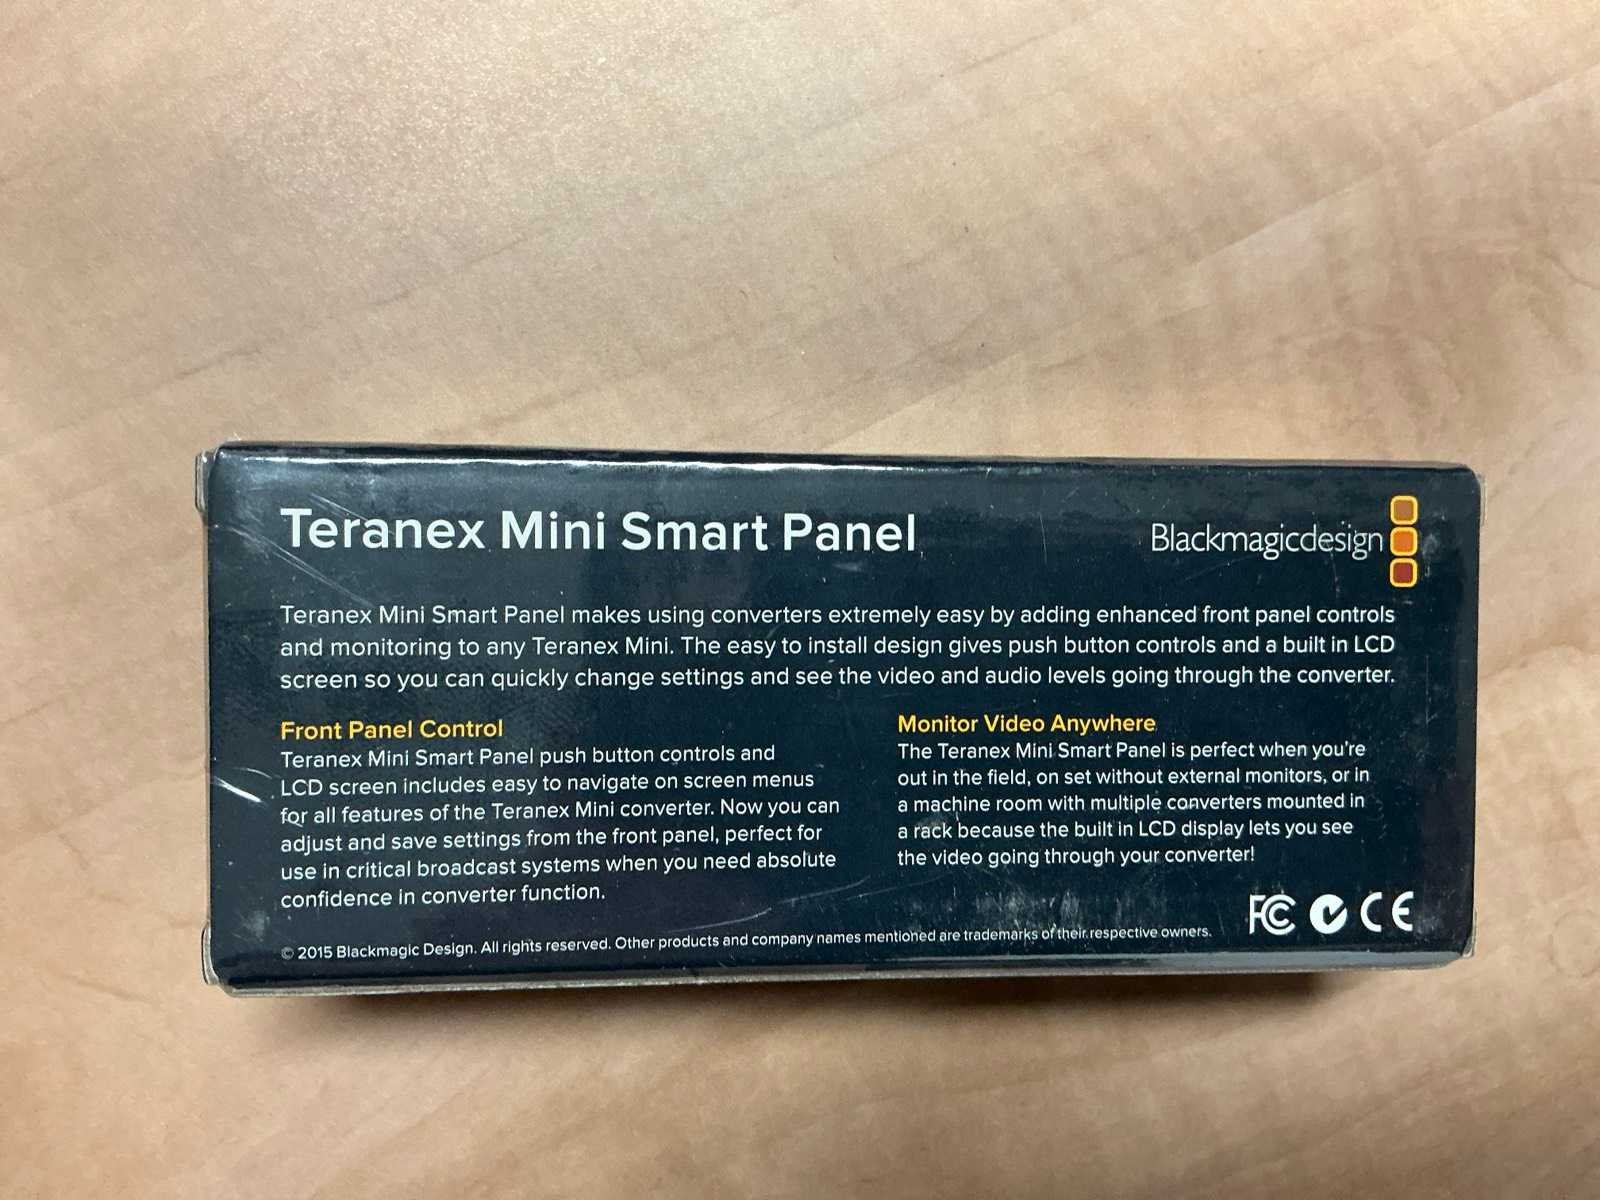 Teranex Mini Smart Panel
Blackmagicdesign
Teranex Mini Smart Panel makes using converters extremely easy by adding enhanced front panel controls
and monitoring to any Teranex Mini. The easy to install design gives push button controls and a built in LCD
screen so you can quickly change settings and see the video and audio levels going through the converter.
Front Panel Control
Teranex Mini Smart Panel push button controls and
LCD screen includes easy to navigate on screen menus
for all features of the Teranex Mini converter. Now you can
adjust and save settings from the front panel, perfect for
use in critical broadcast systems when you need absolute
confidence in converter function.
Monitor Video Anywhere
The Teranex Mini Smart Panel is perfect when you're
out in the field, on set without external monitors, or in
a machine room with multiple converters mounted in
a rack because the built in LCD display lets you see
the video going through your converter!
© 2015 Blackmagic Design. All rights reserved. Other products and company names mentioned are trademarks of their respective owners.
FC CE